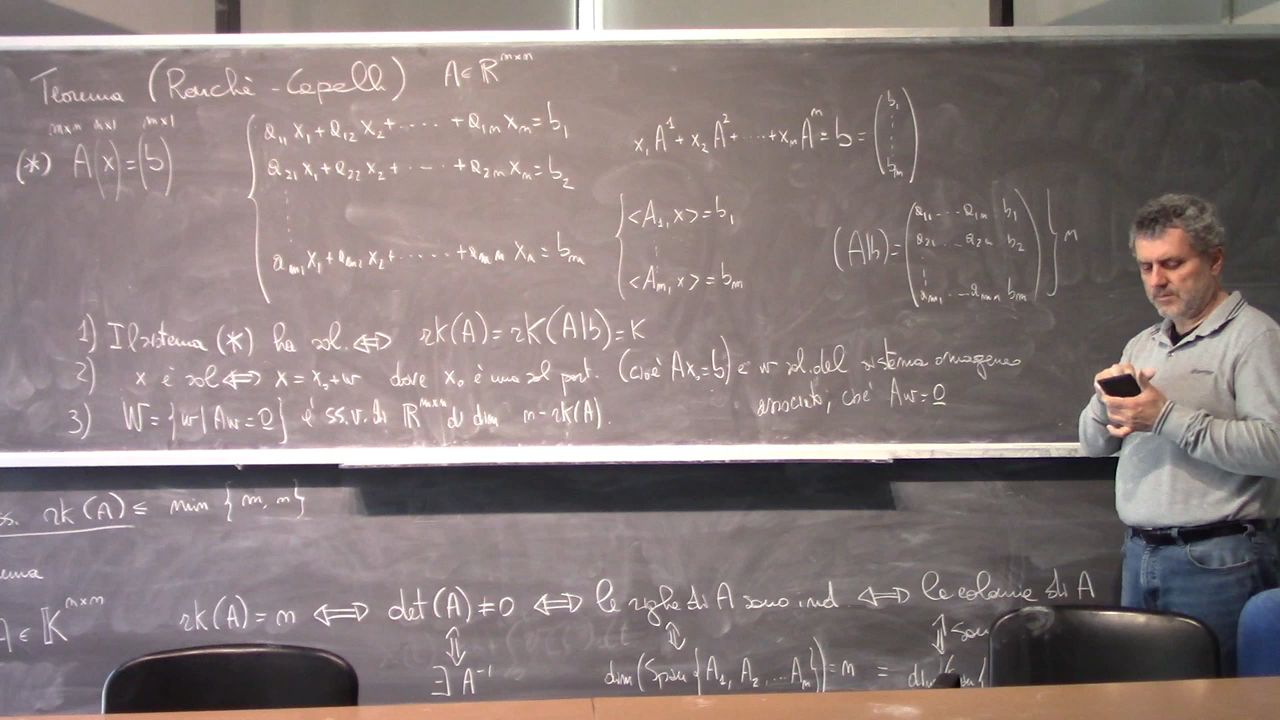 Teorema (Rouchè - Capelli) A ∈ ℝ^{m×n}
m×n n×1 m×1
(*) A(x) = (b)
a₁₁ x₁ + a₁₂ x₂ + ..... + a₁ₙ xₙ = b₁
a₂₁ x₁ + a₂₂ x₂ + ..... + a₂ₙ xₙ = b₂
aₘ₁ x₁ + aₘ₂ x₂ + ..... + aₘₙ xₙ = bₘ
x₁ A¹ + x₂ A² + ..... + xₙ Aⁿ = b = ( b₁ ⋮ bₘ )
<A₁, x> = b₁
⋮
<Aₘ, x> = bₘ
(A|b) =
a₁₁ ... a₁ₙ | b₁
a₂₁ ... a₂ₙ | b₂
⋮
aₘ₁ ... aₘₙ | bₘ
} m
1) Il sistema (*) ha sol. ⇔ rk(A) = rk(A|b) = K
2) x è sol ⇔ x = x₀ + w dove x₀ è una sol part. (cioè Ax₀ = b) e w sol. del sistema omogeneo
associato, cioè Aw = 0
3) W = {w | Aw = 0} è ss.v. di ℝ^{m×n} di dim n - rk(A).
ss. rk(A) ≤ min {m, n}
ema
A ∈ 𝕂^{n×n} rk(A) = n ⇔ det(A) ≠ 0 ⇔ le righe di A sono ind. ⇔ le colonne di A
⇕ ⇕ ⇕
∃ A⁻¹ dim(Span{A₁, A₂, ... Aₙ}) = n =